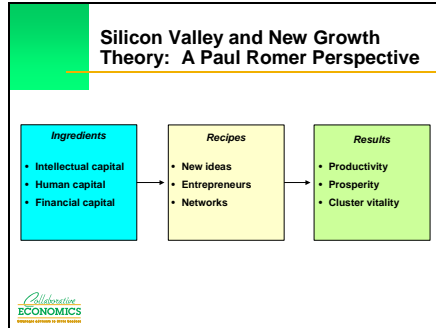 Silicon Valley and New Growth
Theory:  A Paul Romer Perspective
Ingredients
• Intellectual capital
• Human capital
• Financial capital
Recipes
• New ideas
• Entrepreneurs
• Networks
Results
• Productivity
• Prosperity
• Cluster vitality
Collaborative
ECONOMICS